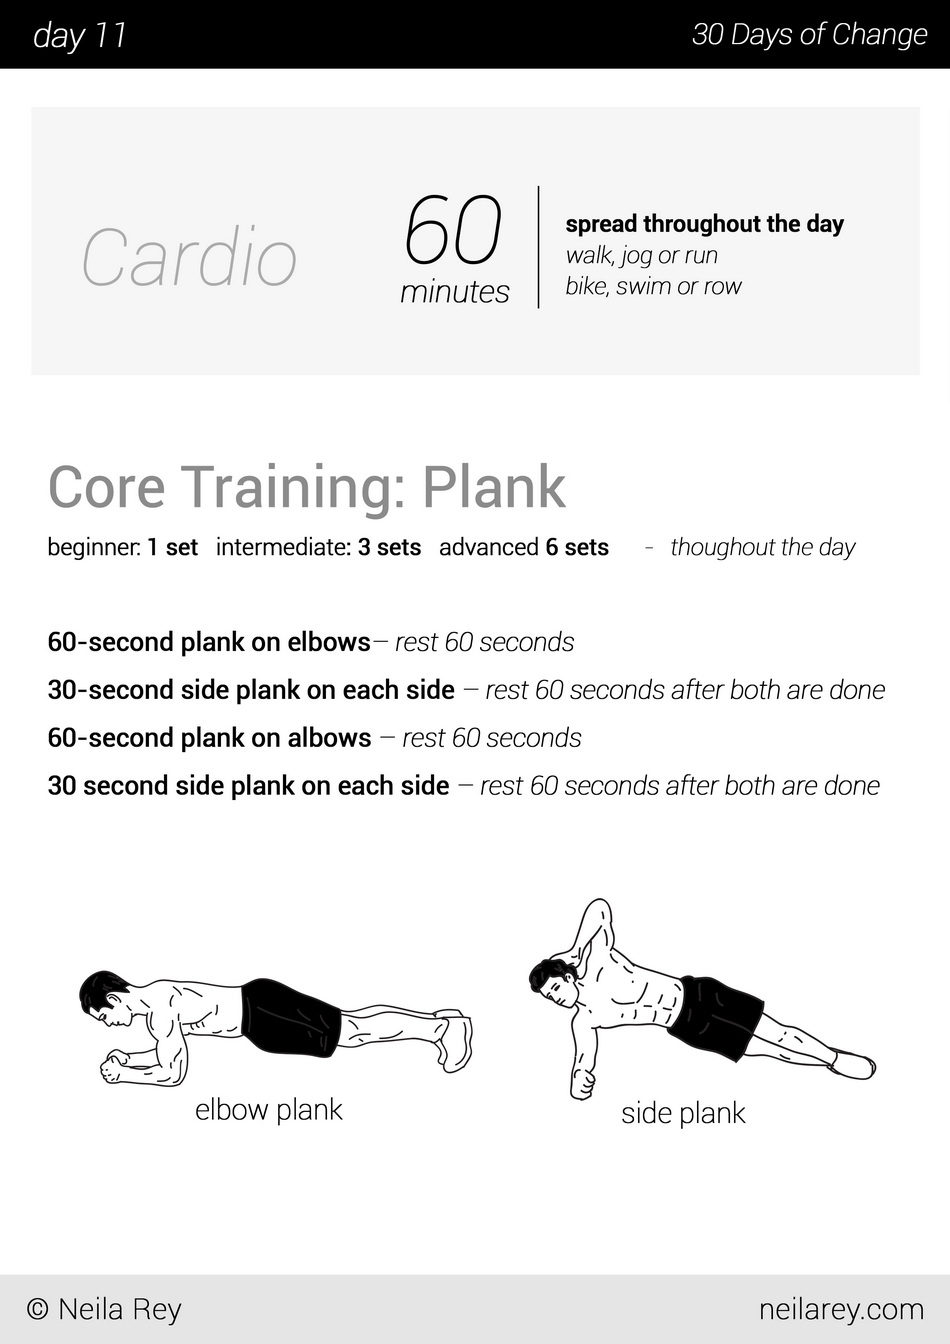 day 11
30 Days of Change
Cardio
60
minutes
spread throughout the day
walk, jog or run
bike, swim or row
Core Training: Plank
beginner: 1 set intermediate: 3 sets advanced 6 sets - thoughout the day
60-second plank on elbows– rest 60 seconds
30-second side plank on each side – rest 60 seconds after both are done
60-second plank on albows – rest 60 seconds
30 second side plank on each side – rest 60 seconds after both are done
elbow plank
side plank
© Neila Rey
neilarey.com